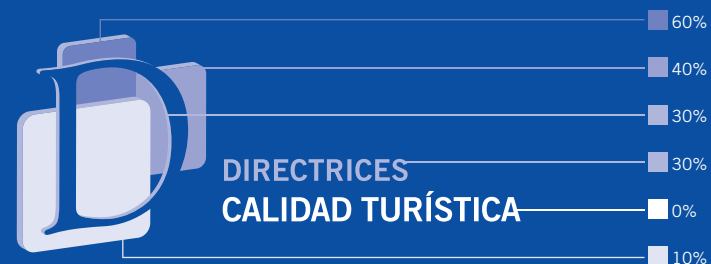 60%
40%
30%
DIRECTRICES 30%
CALIDAD TURÍSTICA 0%
10%